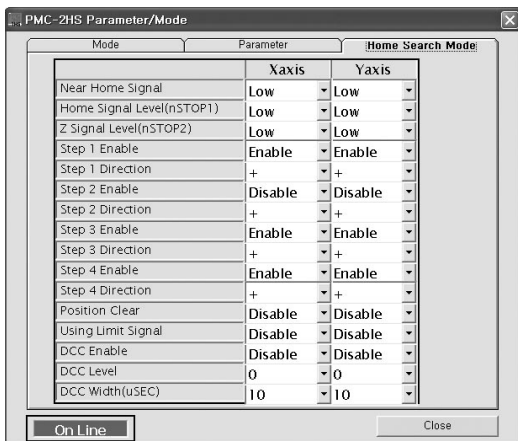 PMC-2HS Parameter/Mode
Mode Parameter Home Search Mode
Xaxis Yaxis
Near Home Signal Low Low
Home Signal Level(nSTOP1) Low Low
Z Signal Level(nSTOP2) Low Low
Step 1 Enable Enable Enable
Step 1 Direction + +
Step 2 Enable Disable Disable
Step 2 Direction + +
Step 3 Enable Enable Enable
Step 3 Direction + +
Step 4 Enable Enable Enable
Step 4 Direction + +
Position Clear Disable Disable
Using Limit Signal Disable Disable
DCC Enable Disable Disable
DCC Level 0 0
DCC Width(uSEC) 10 10
On Line Close